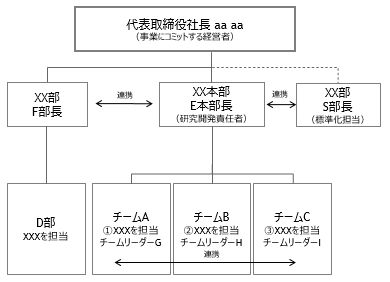 代表取締役社長 aa aa
（事業にコミットする経営者）
XX部
F部長
連携
XX本部
E本部長
（研究開発責任者）
連携
XX部
S部長
（標準化担当）
D部
XXXを担当
チームA
①XXXを担当
チームリーダーG
チームB
②XXXを担当
チームリーダーH
チームC
③XXXを担当
チームリーダーI
連携